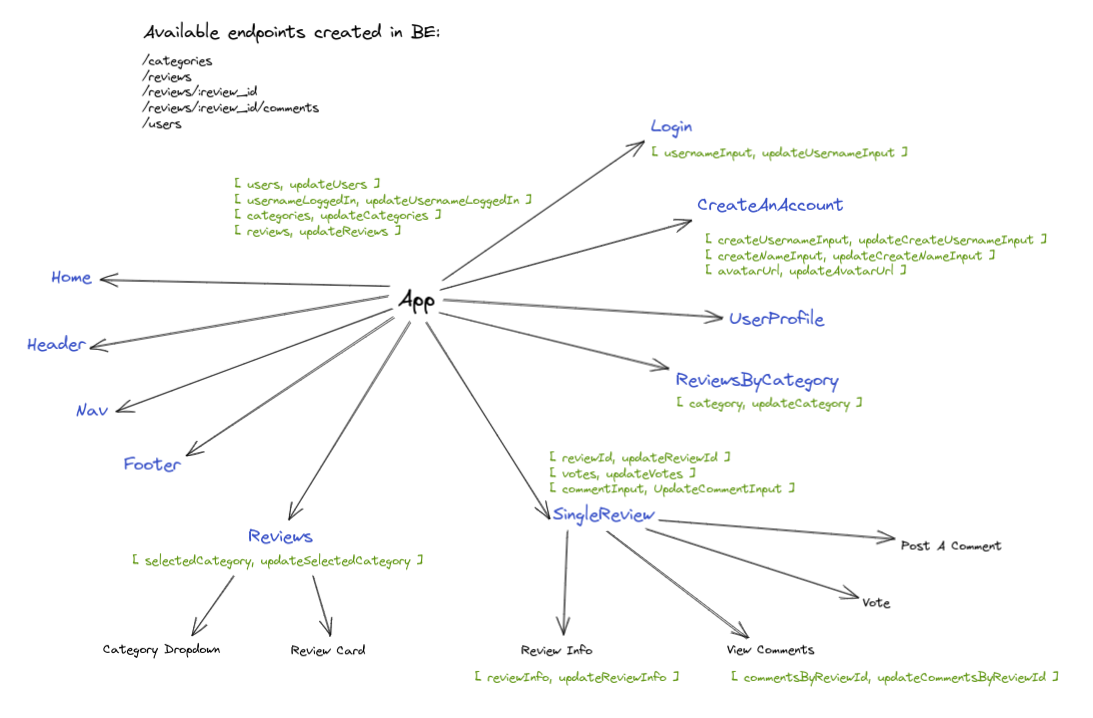 Available endpoints created in BE:
/categories
/reviews
/reviews/:review_id
/reviews/:review_id/comments
/users
Login
[ usernameInput, updateUsernameInput ]
[ users, updateUsers ]
[ usernameLoggedIn, updateUsernameLoggedIn ]
[ categories, updateCategories ]
[ reviews, updateReviews ]
CreateAnAccount
[ createUsernameInput, updateCreateUsernameInput ]
[ createNameInput, updateCreateNameInput ]
[ avatarUrl, updateAvatarUrl ]
Home
App
UserProfile
Header
ReviewsByCategory
[ category, updateCategory ]
Nav
Footer
[ reviewId, updateReviewId ]
[ votes, updateVotes ]
[ commentInput, UpdateCommentInput ]
SingleReview
Reviews
[ selectedCategory, updateSelectedCategory ]
Post A Comment
Vote
Category Dropdown
Review Card
Review Info
[ reviewInfo, updateReviewInfo ]
View Comments
[ commentsByReviewId, updateCommentsByReviewId ]